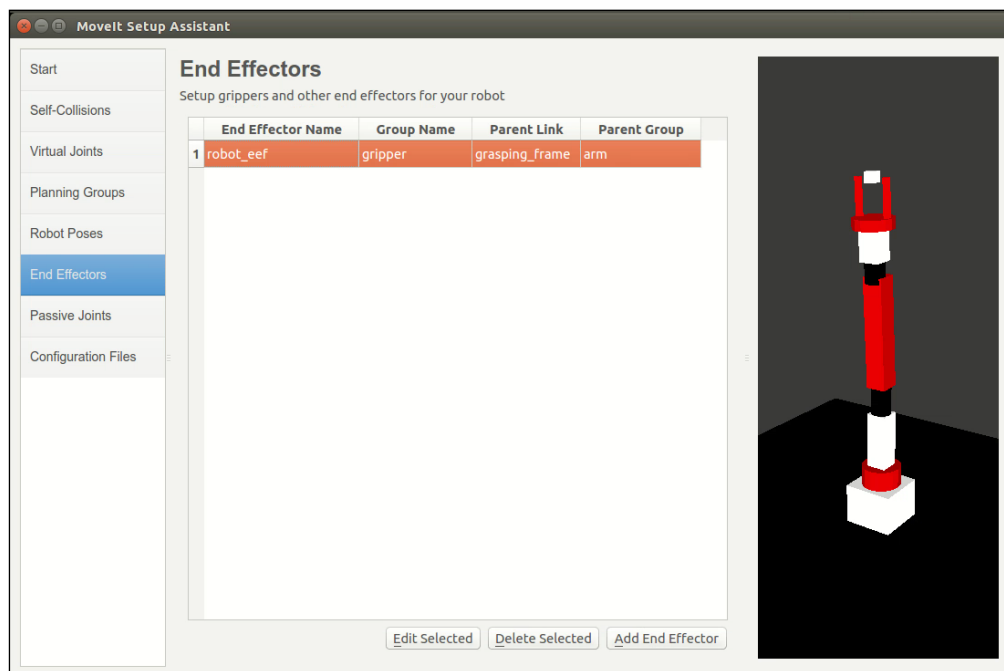 MoveIt Setup Assistant
Start
Self-Collisions
Virtual Joints
Planning Groups
Robot Poses
End Effectors
Passive Joints
Configuration Files
End Effectors
Setup grippers and other end effectors for your robot
End Effector Name Group Name Parent Link Parent Group
1 robot_eef gripper grasping_frame arm
Edit Selected Delete Selected Add End Effector